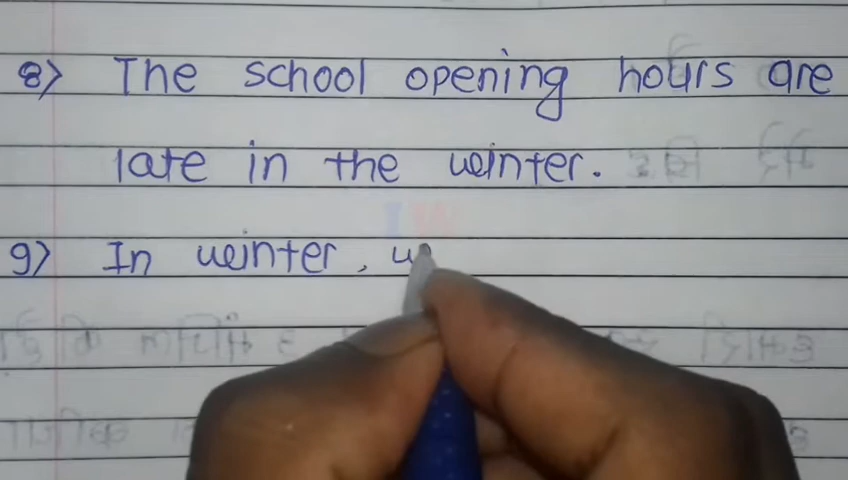 8) The school opening hours are
late in the winter.
9) In winter, w